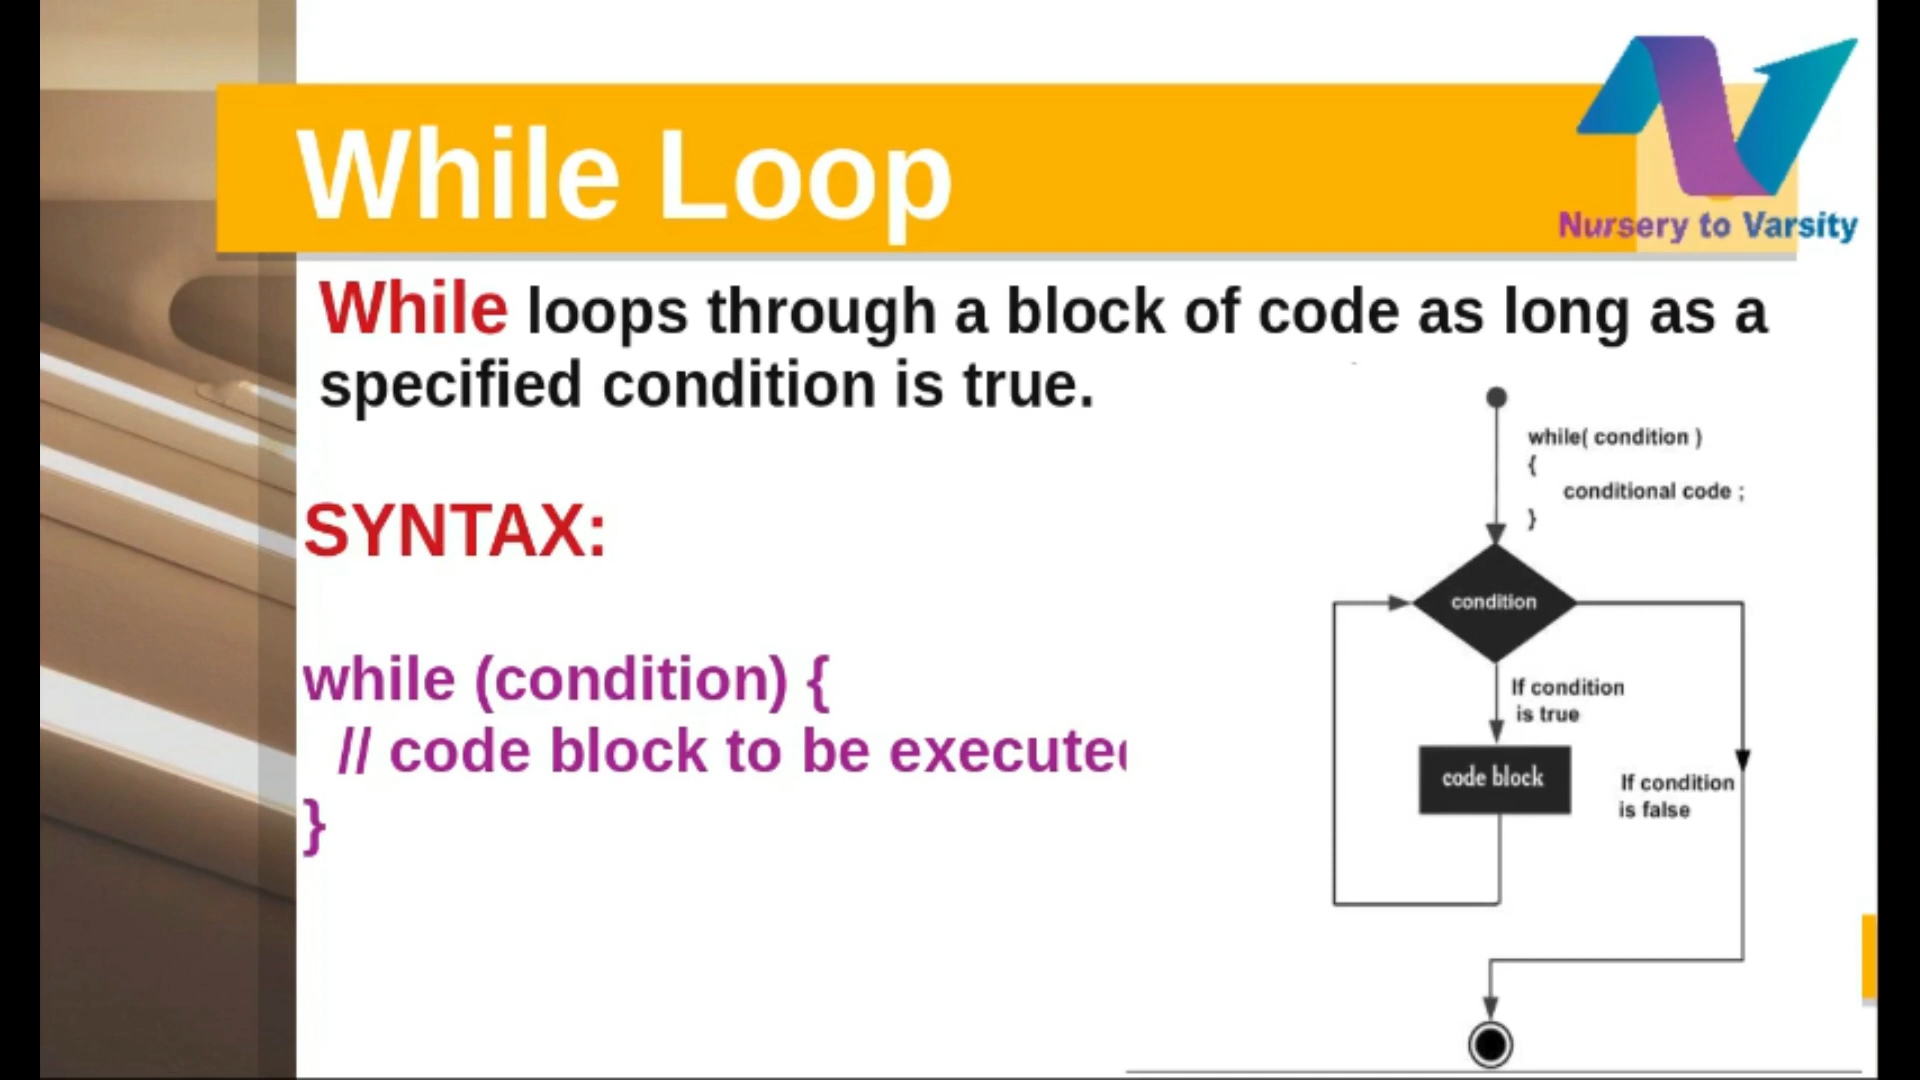 While Loop
Nursery to Varsity
While loops through a block of code as long as a
specified condition is true.
SYNTAX:
while (condition) {
// code block to be execute
}
while( condition )
{
conditional code ;
}
condition
If condition
is true
code block
If condition
is false